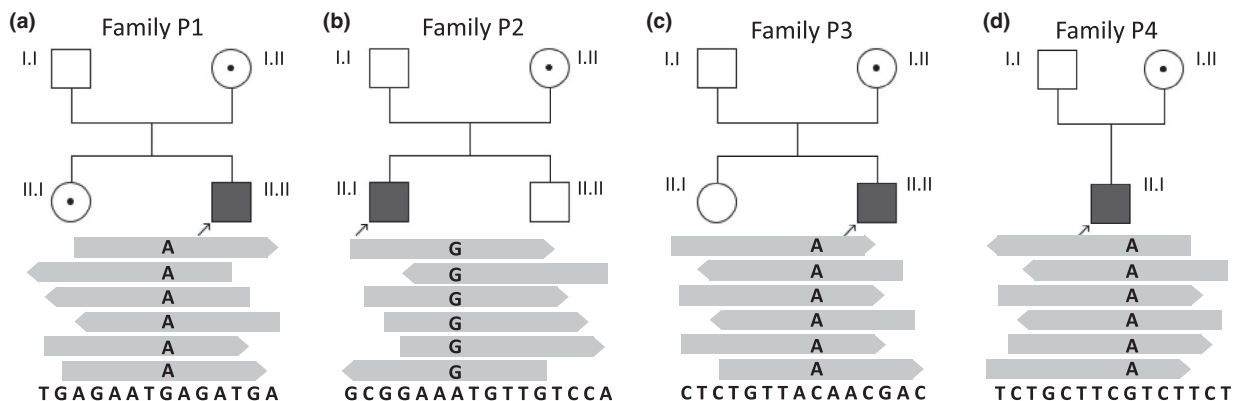 (a)
Family P1
I.I
I.II
II.I
II.II
A
A
A
A
A
A
TGAGAATGAGATGA
(b)
Family P2
I.I
I.II
II.I
II.II
G
G
G
G
G
G
GCGGAAATGTTGTCCA
(c)
Family P3
I.I
I.II
II.I
II.II
A
A
A
A
A
A
CTCTGTTACAACGAC
(d)
Family P4
I.I
I.II
II.I
A
A
A
A
A
A
TCTGCTTCGTCTTCT